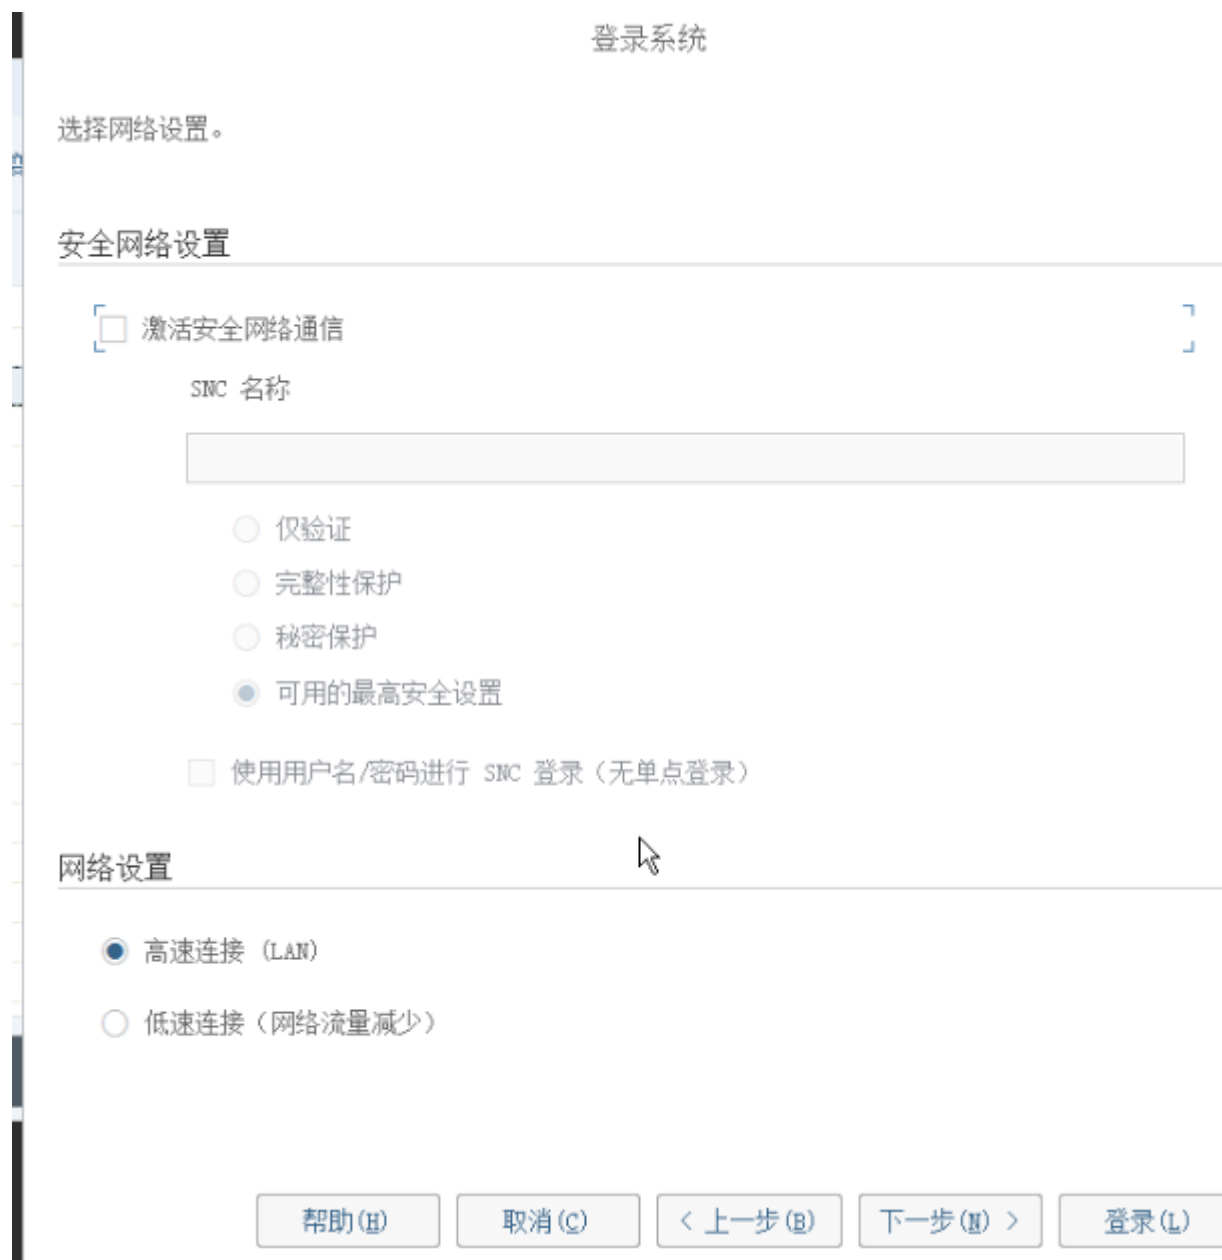 登录系统
选择网络设置。
安全网络设置
激活安全网络通信
SNC 名称
仅验证
完整性保护
秘密保护
可用的最高安全设置
使用用户名/密码进行 SNC 登录（无单点登录）
网络设置
高速连接 (LAN)
低速连接（网络流量减少）
帮助(H) 取消(C) < 上一步(B) 下一步(N) > 登录(L)